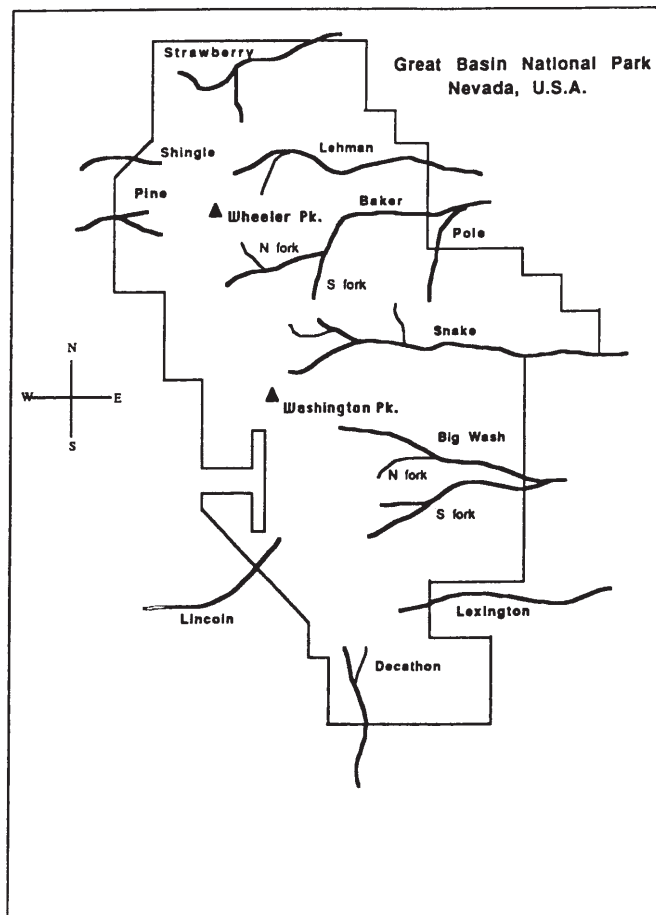 Strawberry
Great Basin National Park
Nevada, U.S.A.
Shingle
Lehman
Pine
Baker
Wheeler Pk.
Pole
N fork
S fork
Snake
N
W E
S
Washington Pk.
Big Wash
N fork
S fork
Lincoln
Lexington
Decathon